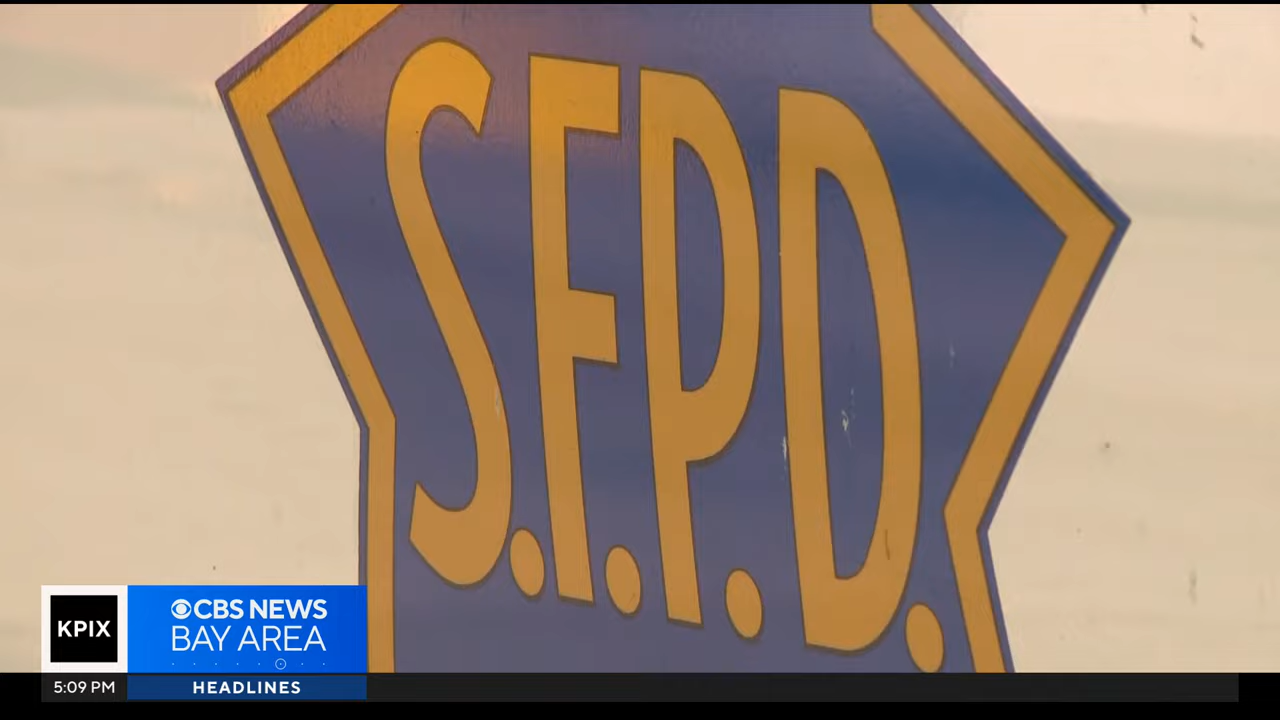 S.F.P.D.
KPIX
CBS NEWS
BAY AREA
5:09 PM
HEADLINES